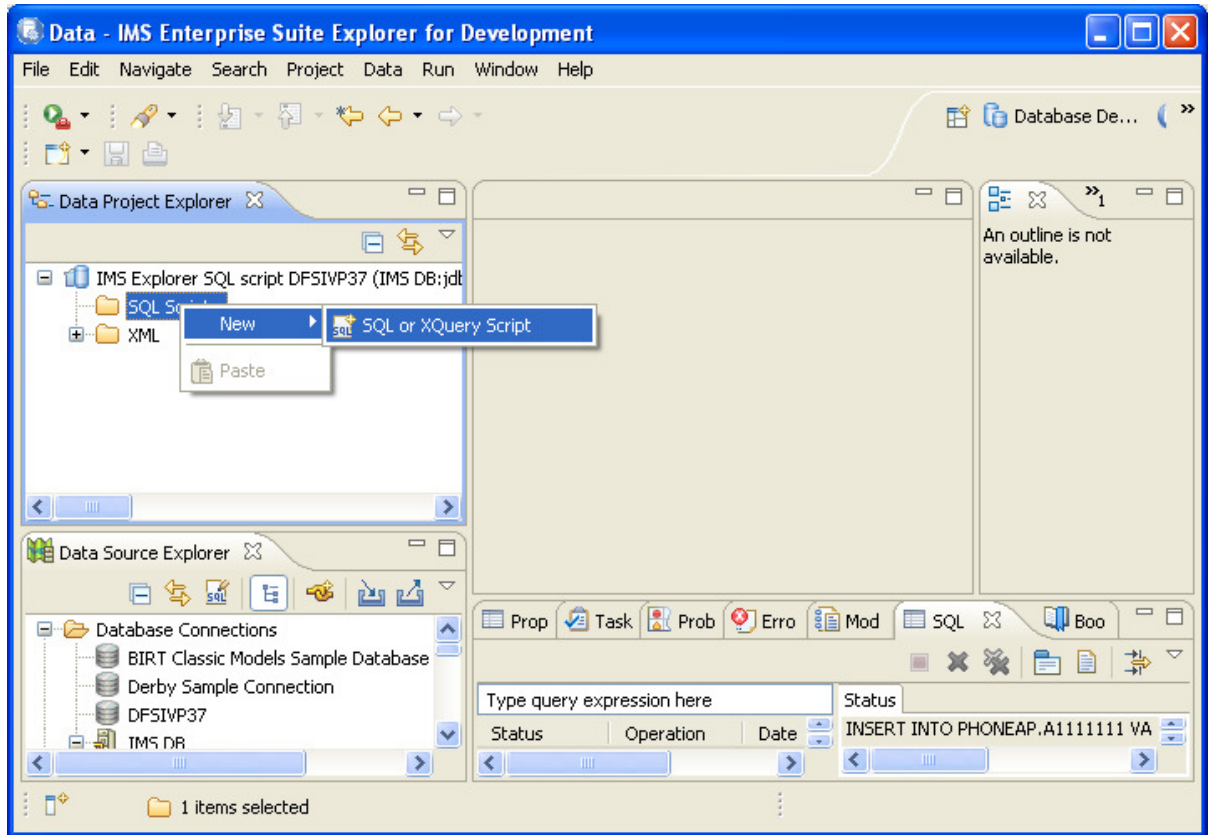 Data - IMS Enterprise Suite Explorer for Development
File Edit Navigate Search Project Data Run Window Help
Database De...
Data Project Explorer
1
An outline is not
available.
IMS Explorer SQL script DFSIVP37 (IMS DB:jdb
SQL
XML
New
SQL or XQuery Script
Paste
Data Source Explorer
SQL
Database Connections
BIRT Classic Models Sample Database
Derby Sample Connection
DFSIVP37
IMS DB
Prop Task Prob Erro Mod SQL Boo
Type query expression here
Status
Status Operation Date
INSERT INTO PHONEAP.A1111111 VA
1 items selected